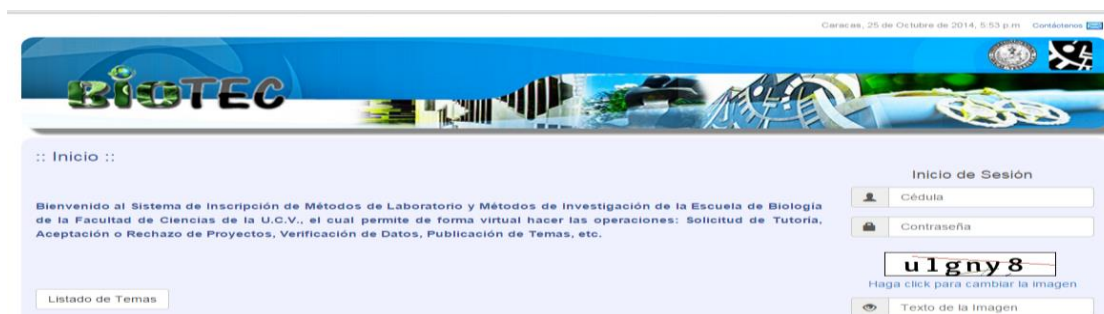 Caracas, 25 de Octubre de 2014, 5:53 p.m Contáctenos
BIOTEC
:: Inicio ::
Bienvenido al Sistema de Inscripción de Métodos de Laboratorio y Métodos de Investigación de la Escuela de Biología
de la Facultad de Ciencias de la U.C.V., el cual permite de forma virtual hacer las operaciones: Solicitud de Tutoría,
Aceptación o Rechazo de Proyectos, Verificación de Datos, Publicación de Temas, etc.
Listado de Temas
Inicio de Sesión
Cédula
Contraseña
u1gny8
Haga click para cambiar la imagen
Texto de la Imagen